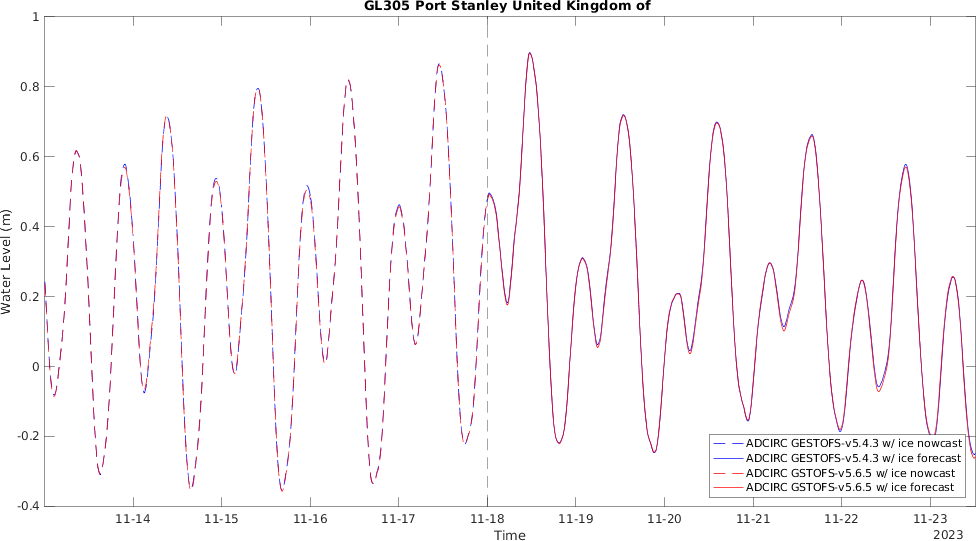 GL305 Port Stanley United Kingdom of
1
0.8
0.6
0.4
0.2
0
-0.2
-0.4
Water Level (m)
11-14 11-15 11-16 11-17 11-18 11-19 11-20 11-21 11-22 11-23
Time
2023
ADCIRC GESTOFS-v5.4.3 w/ ice nowcast
ADCIRC GESTOFS-v5.4.3 w/ ice forecast
ADCIRC GSTOFS-v5.6.5 w/ ice nowcast
ADCIRC GSTOFS-v5.6.5 w/ ice forecast